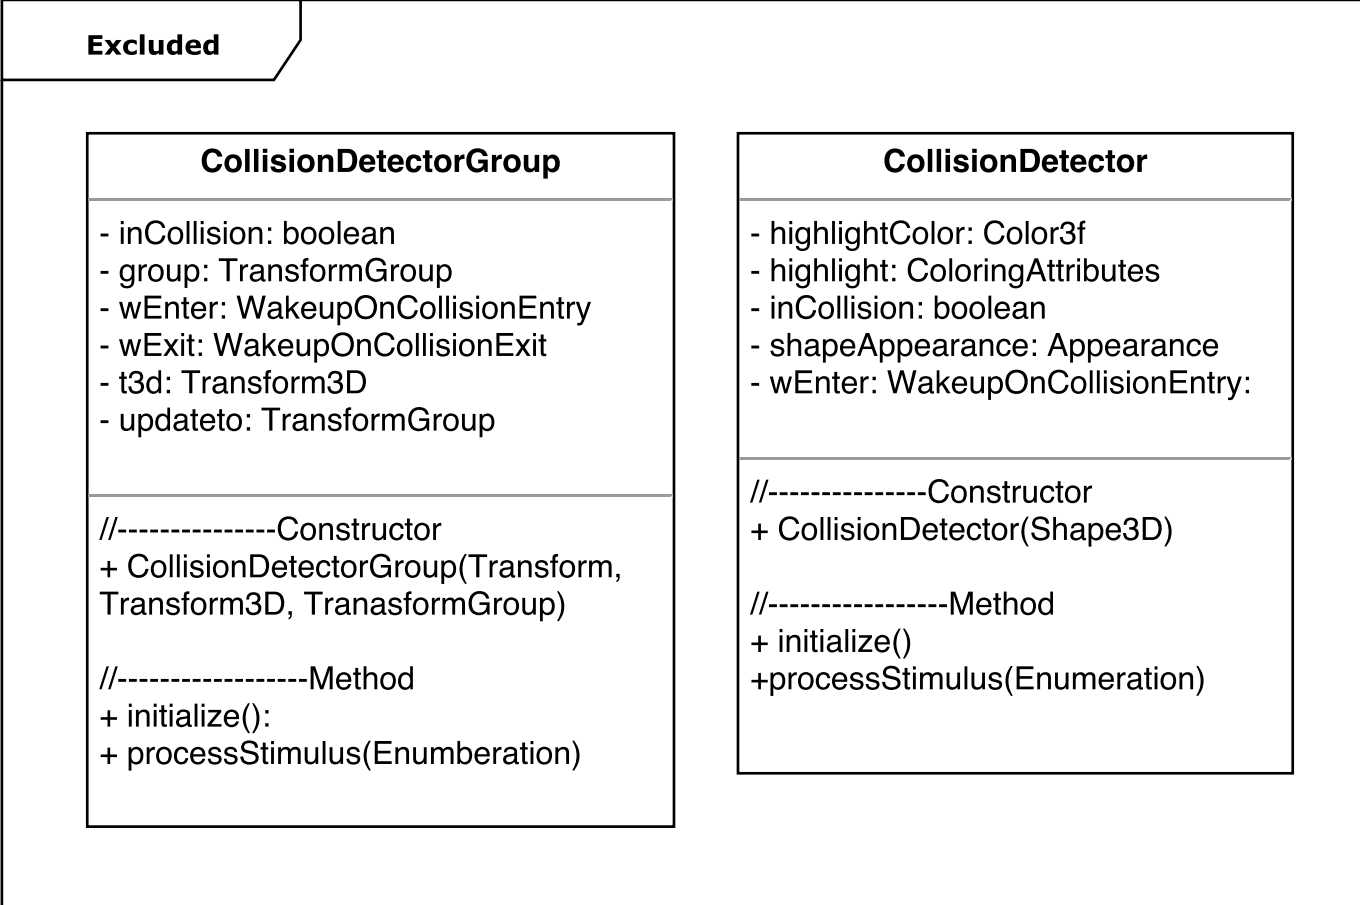 Excluded
CollisionDetectorGroup
- inCollision: boolean
- group: TransformGroup
- wEnter: WakeupOnCollisionEntry
- wExit: WakeupOnCollisionExit
- t3d: Transform3D
- updateto: TransformGroup
//---------------Constructor
+ CollisionDetectorGroup(Transform,
Transform3D, TranasformGroup)
//------------------Method
+ initialize():
+ processStimulus(Enumberation)
CollisionDetector
- highlightColor: Color3f
- highlight: ColoringAttributes
- inCollision: boolean
- shapeAppearance: Appearance
- wEnter: WakeupOnCollisionEntry:
//---------------Constructor
+ CollisionDetector(Shape3D)
//-----------------Method
+ initialize()
+processStimulus(Enumeration)